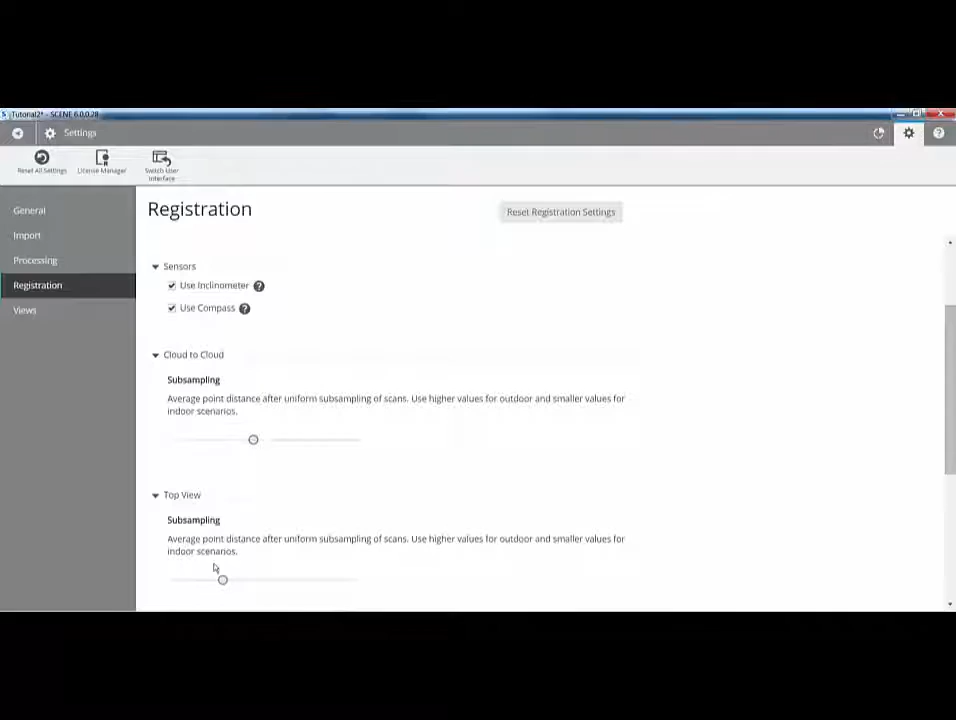 Tutorial2* - SCENE 6.0.0.28
Settings
Reset All Settings
License Manager
Switch User
Interface
General
Import
Processing
Registration
Views
Registration
Reset Registration Settings
Sensors
Use Inclinometer ?
Use Compass ?
Cloud to Cloud
Subsampling
Average point distance after uniform subsampling of scans. Use higher values for outdoor and smaller values for
indoor scenarios.
Top View
Subsampling
Average point distance after uniform subsampling of scans. Use higher values for outdoor and smaller values for
indoor scenarios.